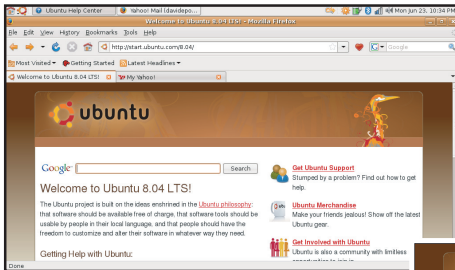 Ubuntu Help Center
Yahoo! Mail (davidepo...
Mon Jun 23, 10:34 PM
Welcome to Ubuntu 8.04 LTS! - Mozilla Firefox
File Edit View History Bookmarks Tools Help
http://start.ubuntu.com/8.04/
Google
Most Visited
Getting Started
Latest Headlines
Welcome to Ubuntu 8.04 LTS!
My Yahoo!
ubuntu
Google
Search
Welcome to Ubuntu 8.04 LTS!
The Ubuntu project is built on the ideas enshrined in the Ubuntu philosophy:
that software should be available free of charge, that software tools should be
usable by people in their local language, and that people should have the
freedom to customize and alter their software in whatever way they need.
Getting Help with Ubuntu:
Get Ubuntu Support
Stumped by a problem? Find out how to get
help.
Ubuntu Merchandise
Make your friends jealous! Show off the latest
Ubuntu gear.
Get Involved with Ubuntu
Ubuntu is also a community with limitless
opportunities to join in
Done